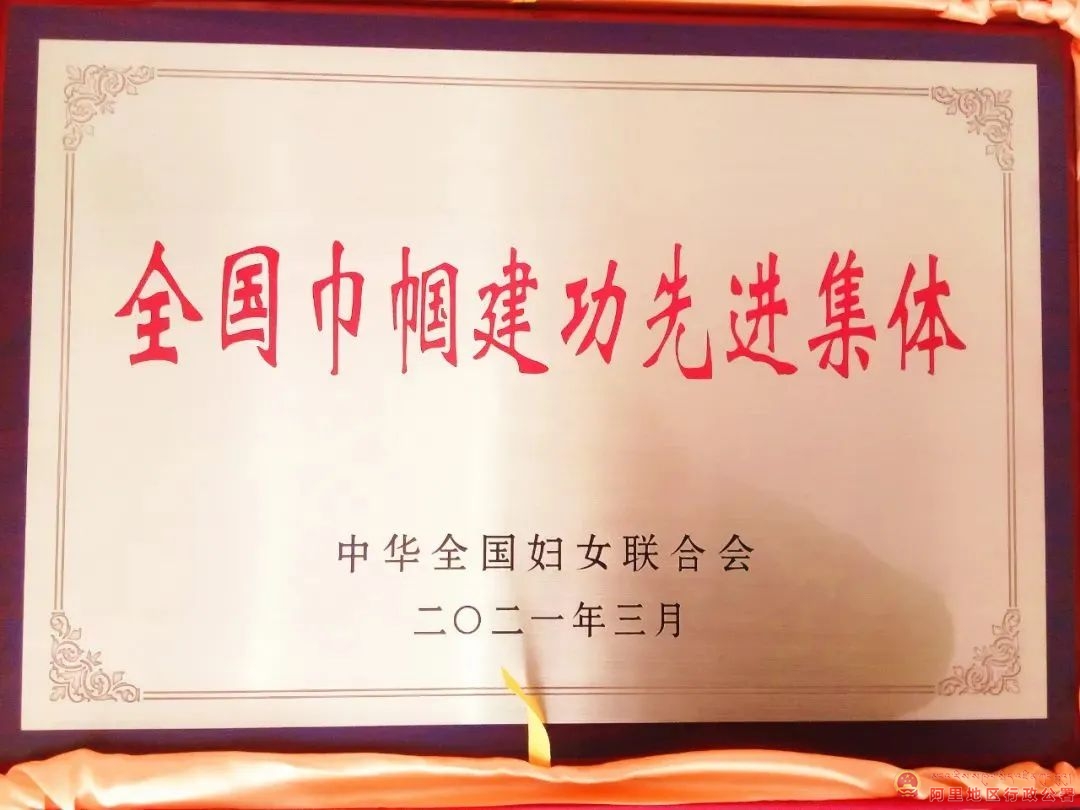 全国巾帼建功先进集体
中华全国妇女联合会
二〇二一年三月
阿里地区行政公署